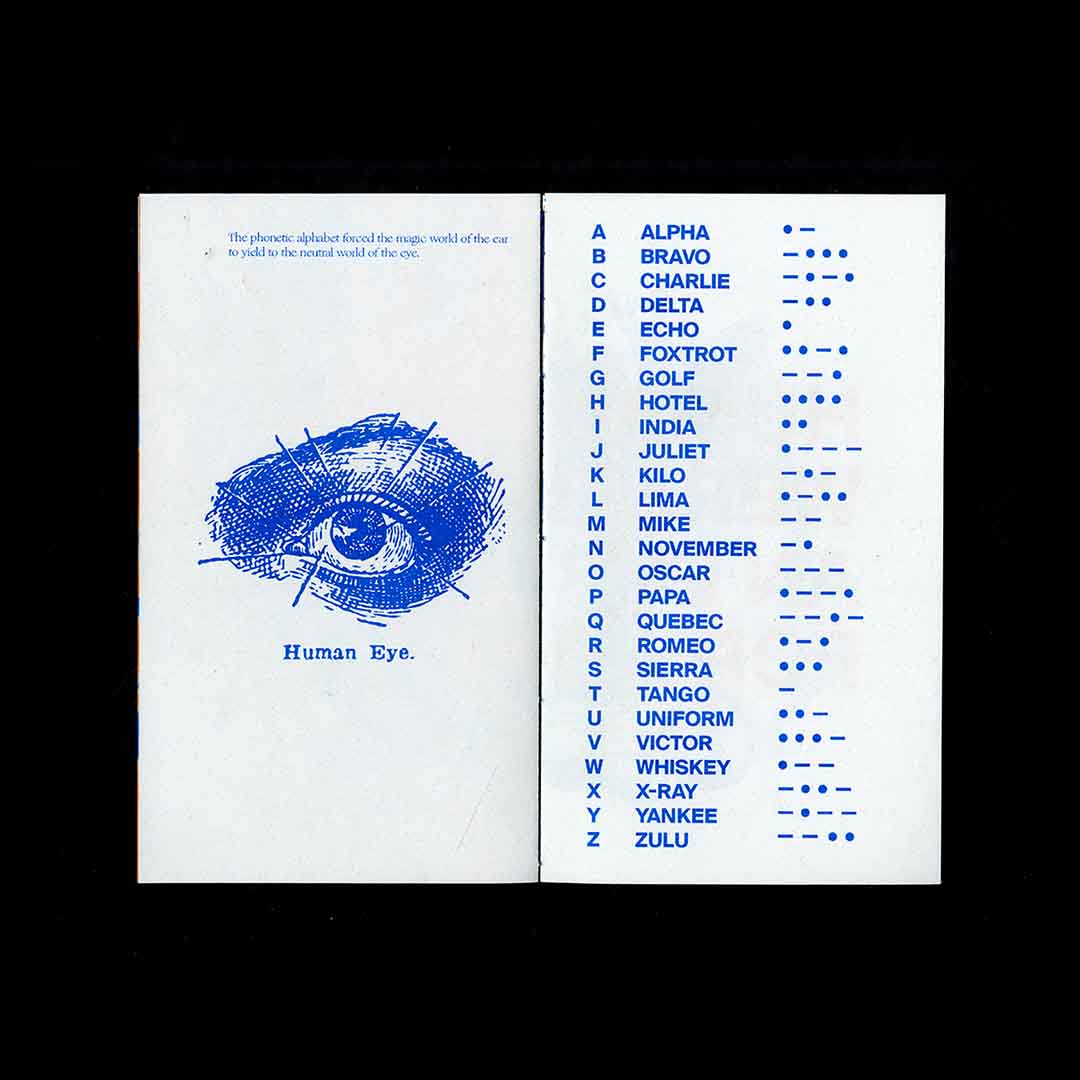 The phonetic alphabet forced the magic world of the ear
to yield to the neutral world of the eye.
Human Eye.
A ALPHA • —
B BRAVO — • • •
C CHARLIE — • — •
D DELTA — • •
E ECHO •
F FOXTROT • • — •
G GOLF — — •
H HOTEL • • • •
I INDIA • •
J JULIET • — — —
K KILO — • —
L LIMA • — • •
M MIKE — —
N NOVEMBER — •
O OSCAR — — —
P PAPA • — — •
Q QUEBEC — — • —
R ROMEO • — •
S SIERRA • • •
T TANGO —
U UNIFORM • • —
V VICTOR • • • —
W WHISKEY • — —
X X-RAY — • • —
Y YANKEE — • — —
Z ZULU — — • •